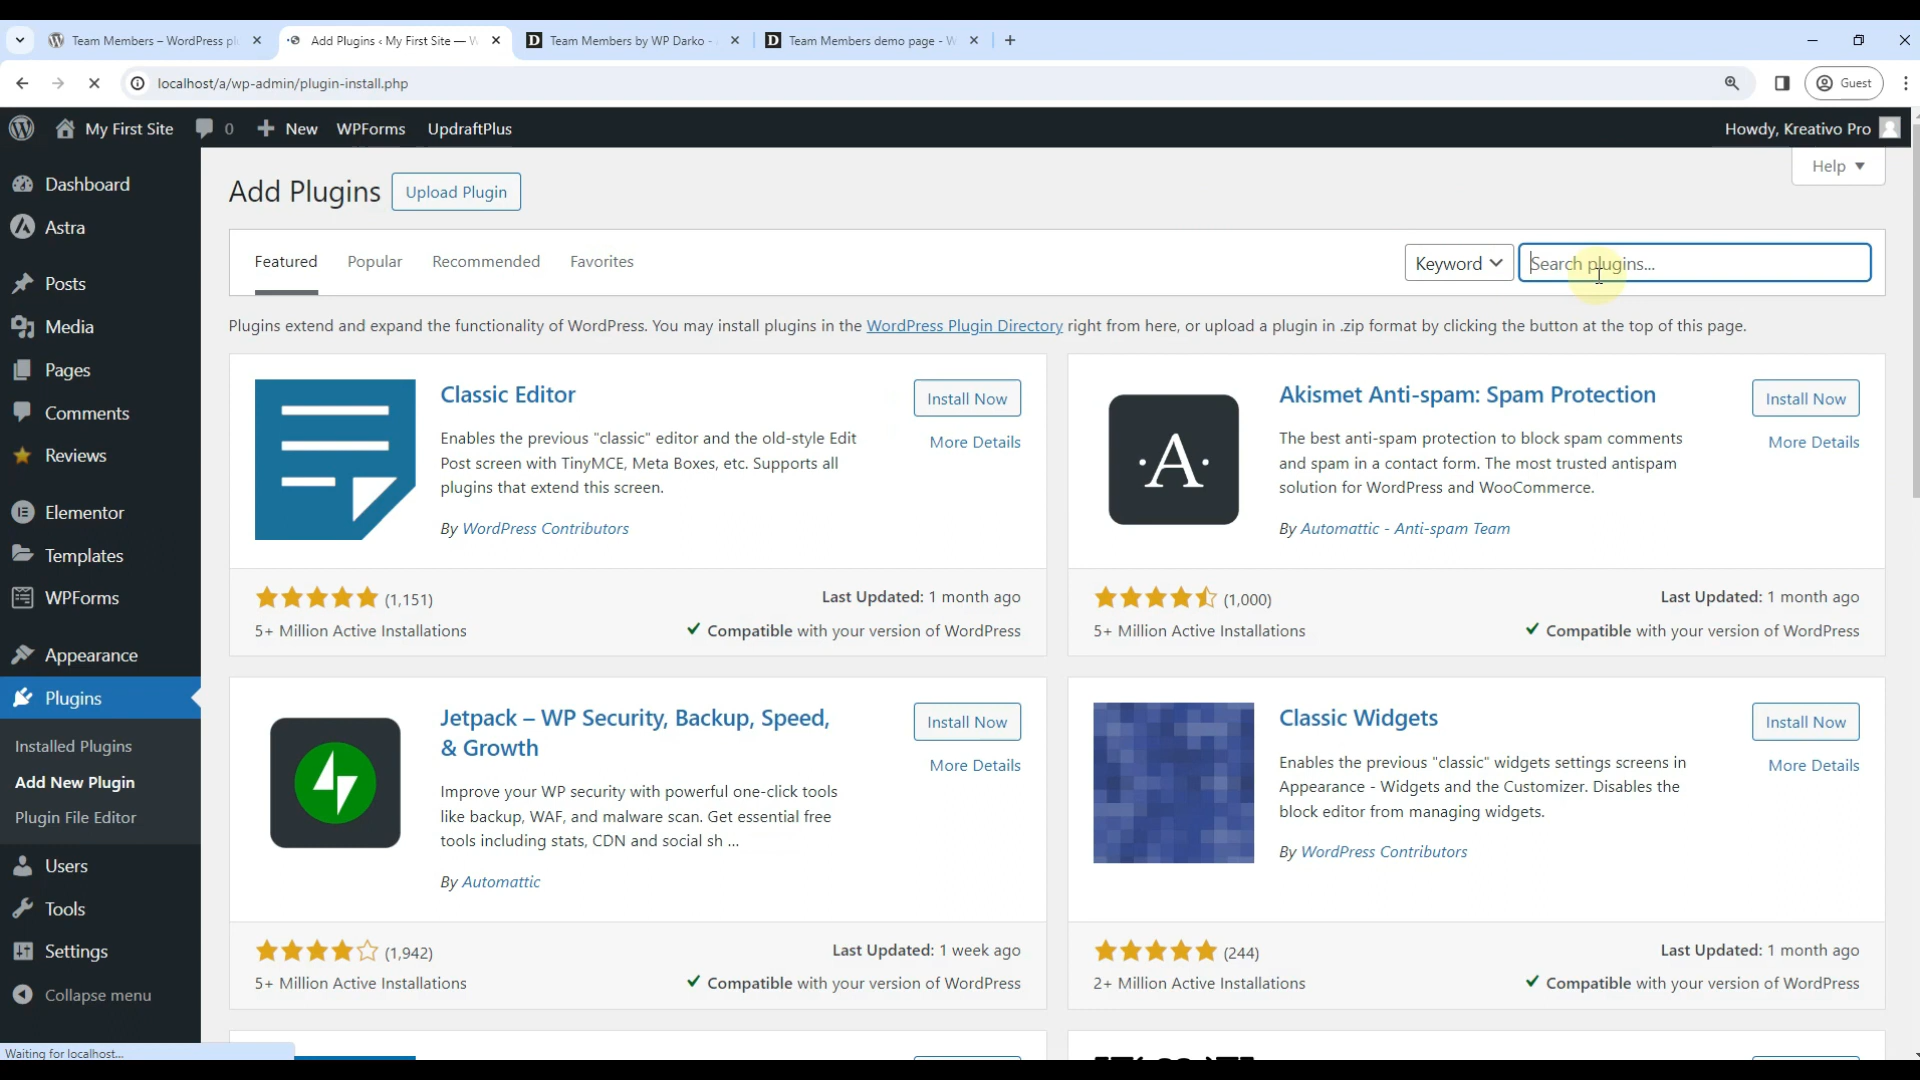 Team Members – WordPress pl
Add Plugins ‹ My First Site — W
Team Members by WP Darko -
Team Members demo page - W
localhost/a/wp-admin/plugin-install.php
Guest
My First Site
0
New
WPForms
UpdraftPlus
Howdy, Kreativo Pro
Dashboard
Astra
Posts
Media
Pages
Comments
Reviews
Elementor
Templates
WPForms
Appearance
Plugins
Installed Plugins
Add New Plugin
Plugin File Editor
Users
Tools
Settings
Collapse menu
Waiting for localhost...
Help
Add Plugins
Upload Plugin
Featured
Popular
Recommended
Favorites
Keyword
Search plugins...
Plugins extend and expand the functionality of WordPress. You may install plugins in the WordPress Plugin Directory right from here, or upload a plugin in .zip format by clicking the button at the top of this page.
Classic Editor
Install Now
More Details
Enables the previous "classic" editor and the old-style Edit
Post screen with TinyMCE, Meta Boxes, etc. Supports all
plugins that extend this screen.
By WordPress Contributors
(1,151)
Last Updated: 1 month ago
5+ Million Active Installations
Compatible with your version of WordPress
·A·
Akismet Anti-spam: Spam Protection
Install Now
More Details
The best anti-spam protection to block spam comments
and spam in a contact form. The most trusted antispam
solution for WordPress and WooCommerce.
By Automattic - Anti-spam Team
(1,000)
Last Updated: 1 month ago
5+ Million Active Installations
Compatible with your version of WordPress
Jetpack – WP Security, Backup, Speed,
& Growth
Install Now
More Details
Improve your WP security with powerful one-click tools
like backup, WAF, and malware scan. Get essential free
tools including stats, CDN and social sh ...
By Automattic
(1,942)
Last Updated: 1 week ago
5+ Million Active Installations
Compatible with your version of WordPress
Classic Widgets
Install Now
More Details
Enables the previous "classic" widgets settings screens in
Appearance - Widgets and the Customizer. Disables the
block editor from managing widgets.
By WordPress Contributors
(244)
Last Updated: 1 month ago
2+ Million Active Installations
Compatible with your version of WordPress